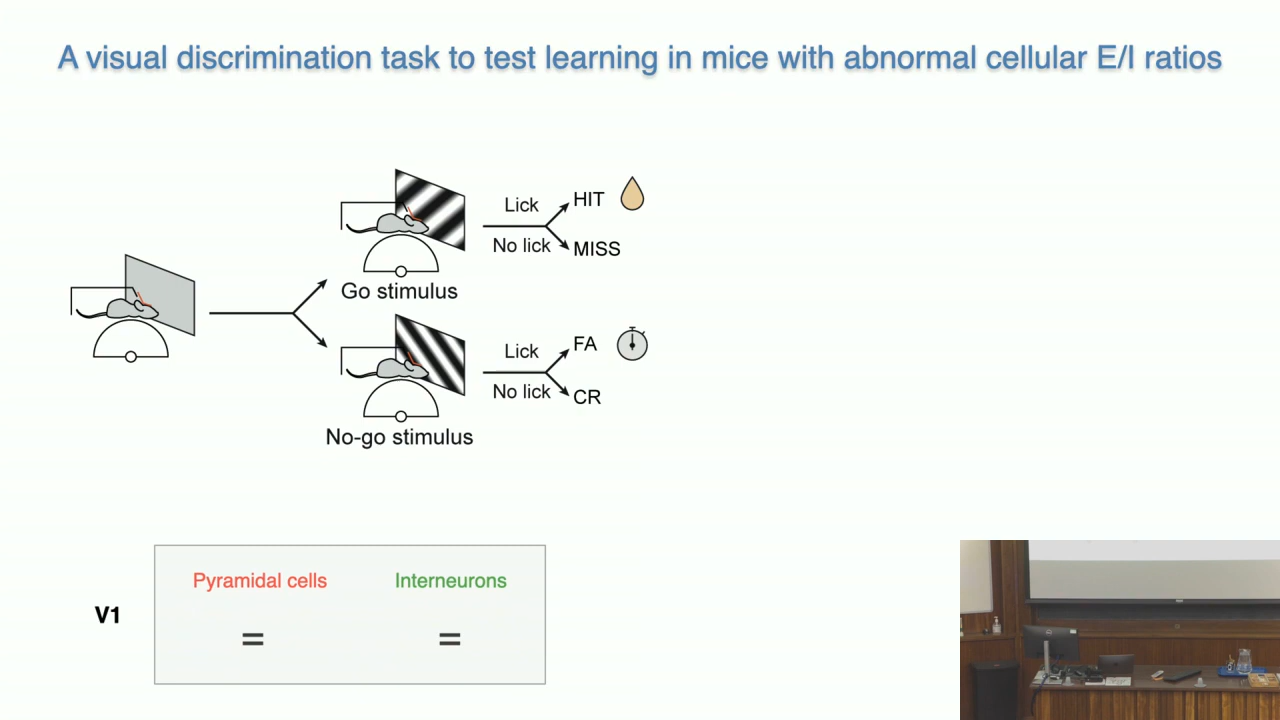 A visual discrimination task to test learning in mice with abnormal cellular E/I ratios
Lick
HIT
No lick
MISS
Go stimulus
Lick
FA
No lick
CR
No-go stimulus
Pyramidal cells
Interneurons
V1
=
=